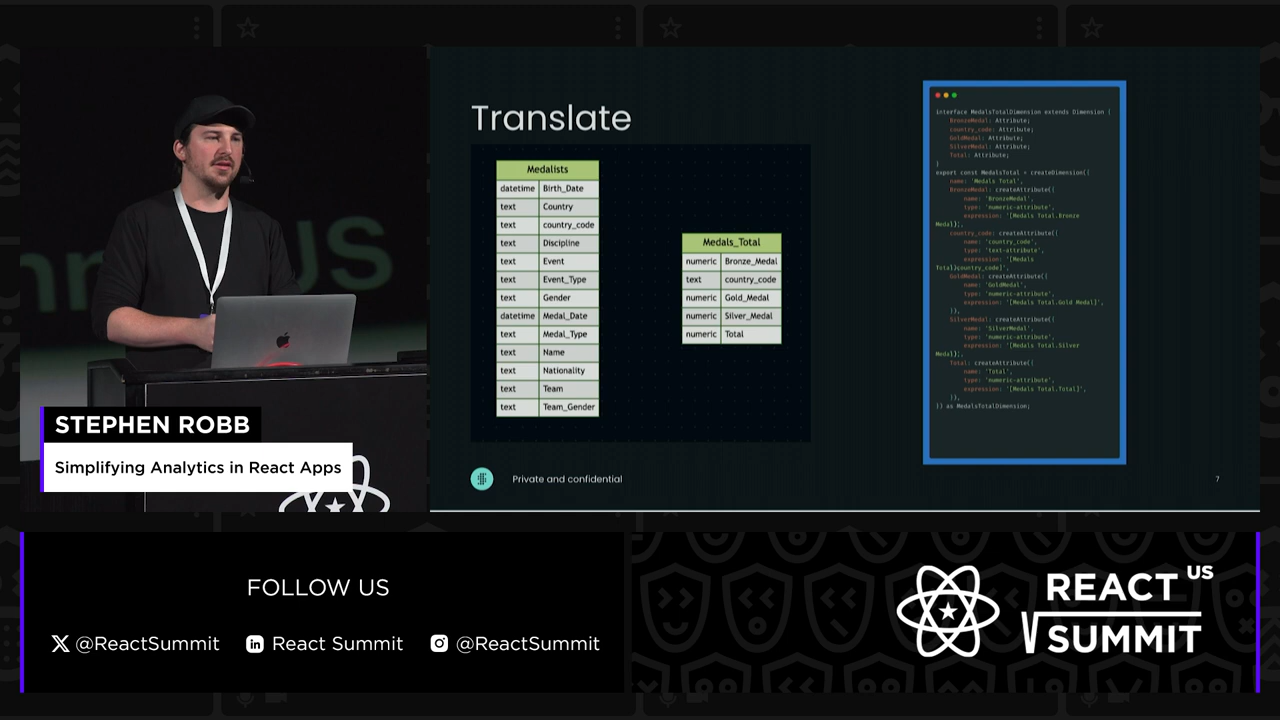 Translate
Medalists
datetime Birth_Date
text Country
text country_code
text Discipline
text Event
text Event_Type
text Gender
datetime Medal_Date
text Medal_Type
text Name
text Nationality
text Team
text Team_Gender
Medals_Total
numeric Bronze_Medal
text country_code
numeric Gold_Medal
numeric Silver_Medal
numeric Total
interface MedalsTotalDimension extends Dimension {
BronzeMedal: Attribute;
country_code: Attribute;
GoldMedal: Attribute;
SilverMedal: Attribute;
Total: Attribute;
}
export const MedalsTotal = createDimension({
name: 'Medals Total',
BronzeMedal: createAttribute({
name: 'BronzeMedal',
type: 'numeric-attribute',
expression: '[Medals Total.Bronze
Medal]',
country_code: createAttribute({
name: 'country_code',
type: 'text-attribute',
expression: '[Medals
Total.country_code]',
GoldMedal: createAttribute({
name: 'GoldMedal',
type: 'numeric-attribute',
expression: '[Medals Total.Gold Medal]',
}),
SilverMedal: createAttribute({
name: 'SilverMedal',
type: 'numeric-attribute',
expression: '[Medals Total.Silver
Medal]',
Total: createAttribute({
name: 'Total',
type: 'numeric-attribute',
expression: '[Medals Total.Total]',
}),
}) as MedalsTotalDimension;
Private and confidential
7
STEPHEN ROBB
Simplifying Analytics in React Apps
FOLLOW US
@ReactSummit
React Summit
@ReactSummit
REACT US
SUMMIT